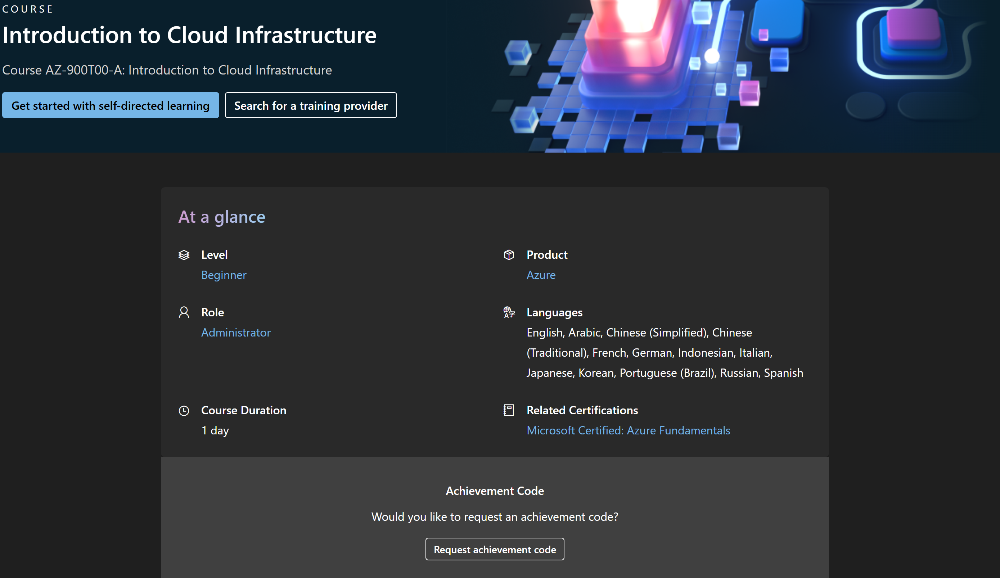 COURSE
Introduction to Cloud Infrastructure
Course AZ-900T00-A: Introduction to Cloud Infrastructure
Get started with self-directed learning
Search for a training provider
At a glance
Level
Beginner
Product
Azure
Role
Administrator
Languages
English, Arabic, Chinese (Simplified), Chinese
(Traditional), French, German, Indonesian, Italian,
Japanese, Korean, Portuguese (Brazil), Russian, Spanish
Course Duration
1 day
Related Certifications
Microsoft Certified: Azure Fundamentals
Achievement Code
Would you like to request an achievement code?
Request achievement code